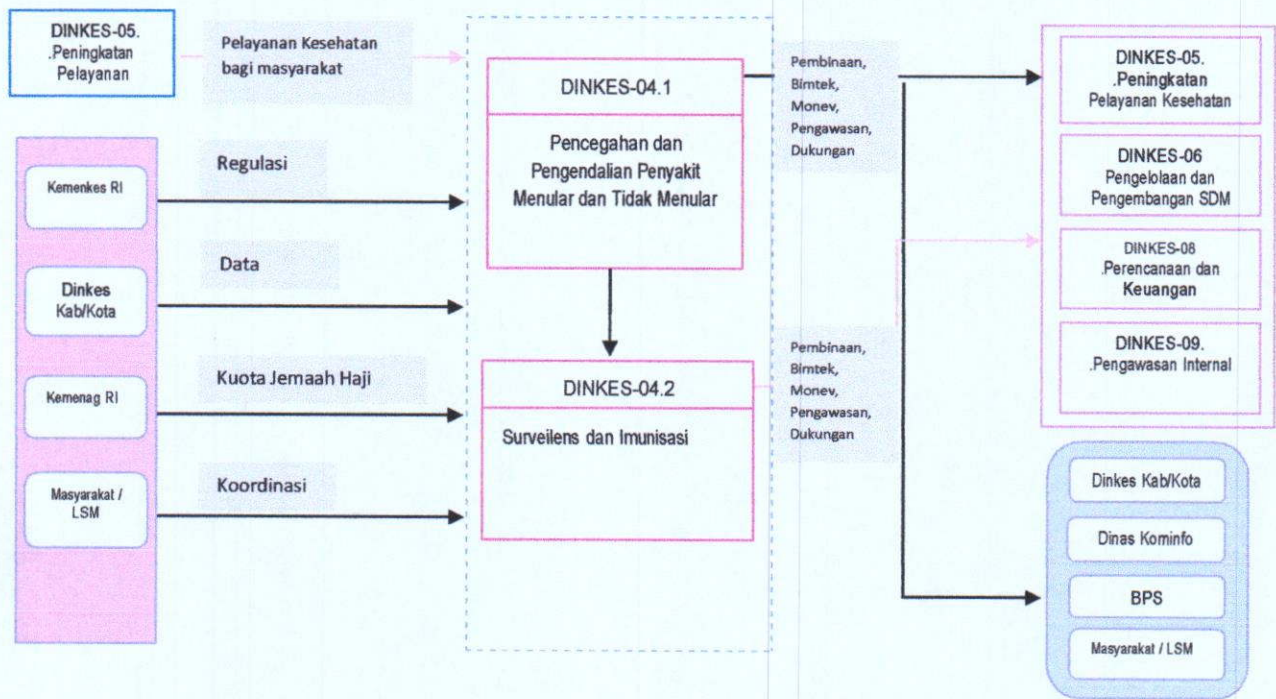 DINKES-05.
.Peningkatan
Pelayanan
Pelayanan Kesehatan
bagi masyarakat
Kemenkes RI
Dinkes
Kab/Kota
Kemenag RI
Masyarakat /
LSM
Regulasi
Data
Kuota Jemaah Haji
Koordinasi
DINKES-04.1
Pencegahan dan
Pengendalian Penyakit
Menular dan Tidak Menular
DINKES-04.2
Surveilens dan Imunisasi
Pembinaan,
Bimtek,
Monev,
Pengawasan,
Dukungan
Pembinaan,
Bimtek,
Monev,
Pengawasan,
Dukungan
DINKES-05.
.Peningkatan
Pelayanan Kesehatan
DINKES-06
Pengelolaan dan
Pengembangan SDM
DINKES-08
.Perencanaan dan
Keuangan
DINKES-09.
.Pengawasan Internal
Dinkes Kab/Kota
Dinas Kominfo
BPS
Masyarakat / LSM